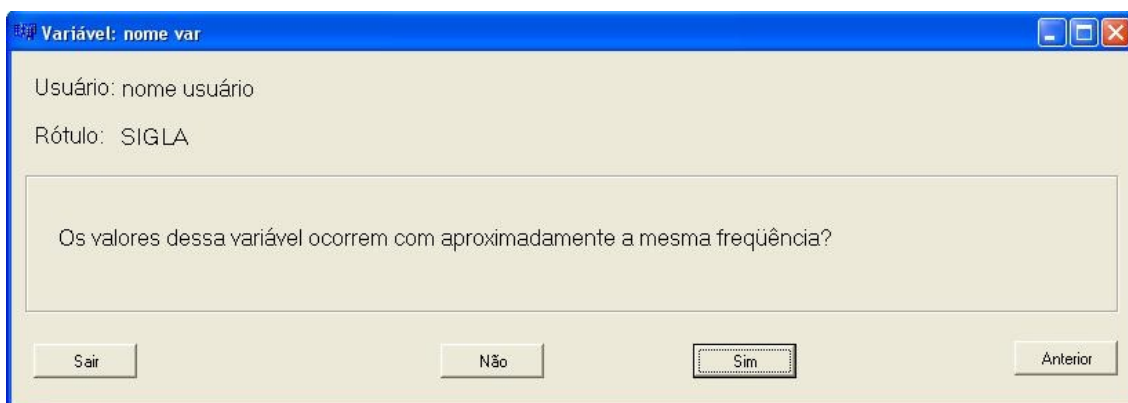 Variável: nome var
Usuário: nome usuário
Rótulo: SIGLA
Os valores dessa variável ocorrem com aproximadamente a mesma freqüência?
Sair Não Sim Anterior